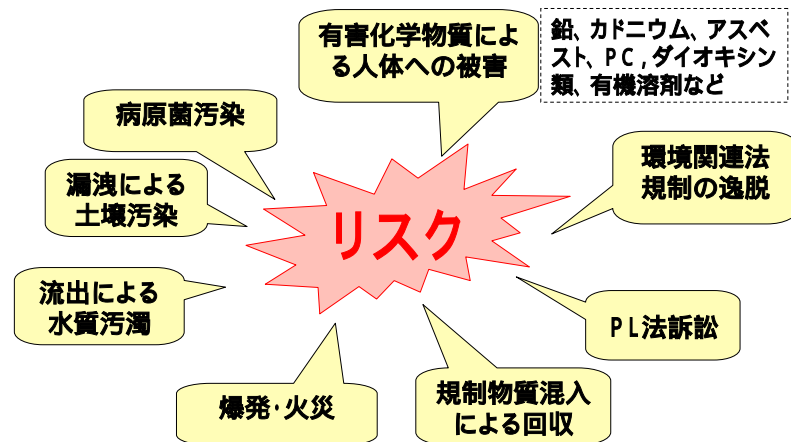 有害化学物質によ
る人体への被害
鉛、カドニウム、アスベ
スト、PC,ダイオキシン
類、有機溶剤など
病原菌汚染
環境関連法
規制の逸脱
漏洩による
土壌汚染
リスク
流出による
水質汚濁
PL法訴訟
爆発・火災
規制物質混入
による回収